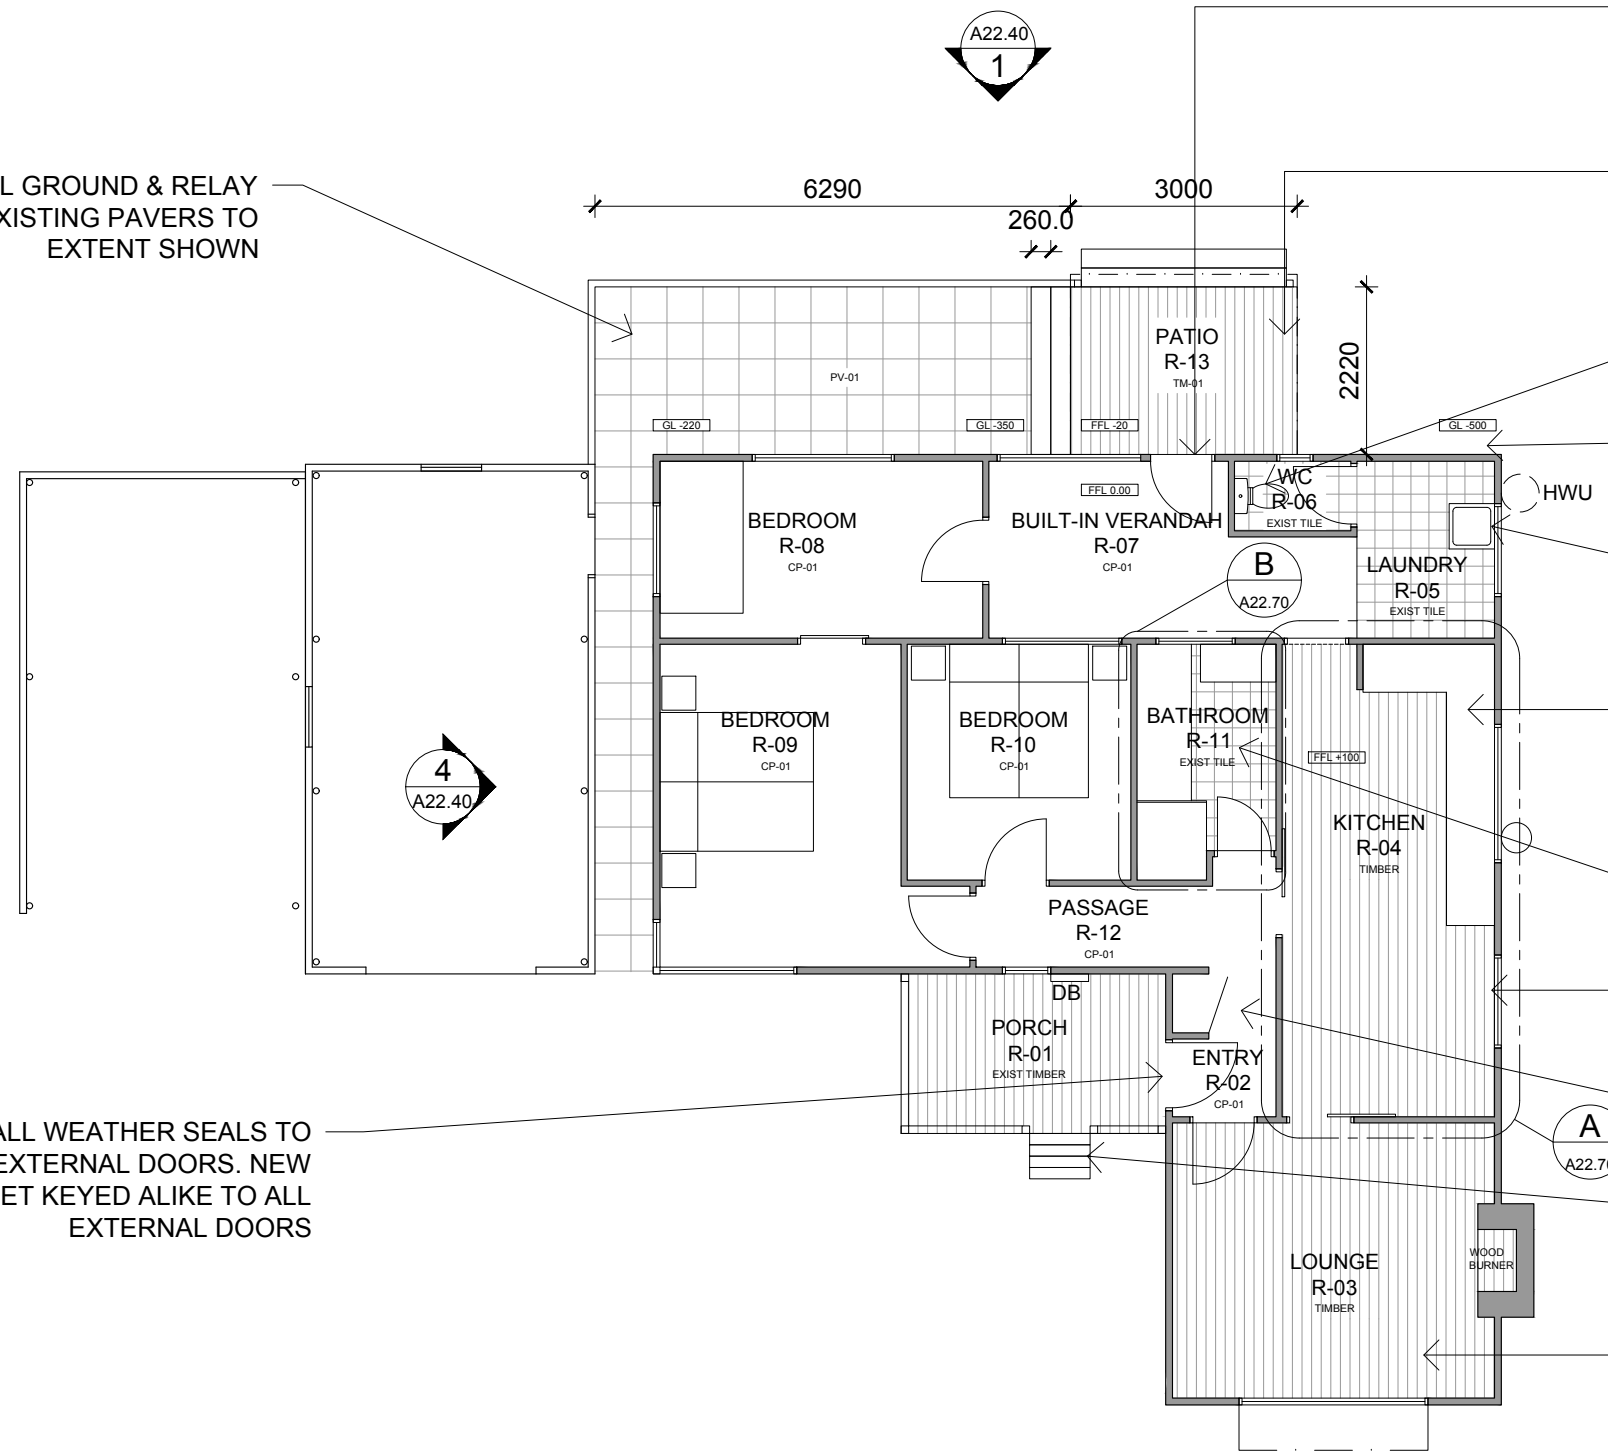 A22.40
1
L GROUND & RELAY
XISTING PAVERS TO
EXTENT SHOWN
6290
3000
260.0
2220
PATIO
R-13
TM-01
PV-01
GL -220
GL -350
FFL -20
GL -500
WC
R-06
EXIST TILE
HWU
FFL 0.00
BEDROOM
R-08
CP-01
BUILT-IN VERANDAH
R-07
CP-01
B
A22.70
LAUNDRY
R-05
EXIST TILE
BEDROOM
R-09
CP-01
BEDROOM
R-10
CP-01
BATHROOM
R-11
EXIST TILE
FFL +100
4
A22.40
KITCHEN
R-04
TIMBER
PASSAGE
R-12
CP-01
DB
PORCH
R-01
EXIST TIMBER
ENTRY
R-02
CP-01
ALL WEATHER SEALS TO
EXTERNAL DOORS. NEW
ET KEYED ALIKE TO ALL
EXTERNAL DOORS
A
A22.70
LOUNGE
R-03
TIMBER
WOOD
BURNER